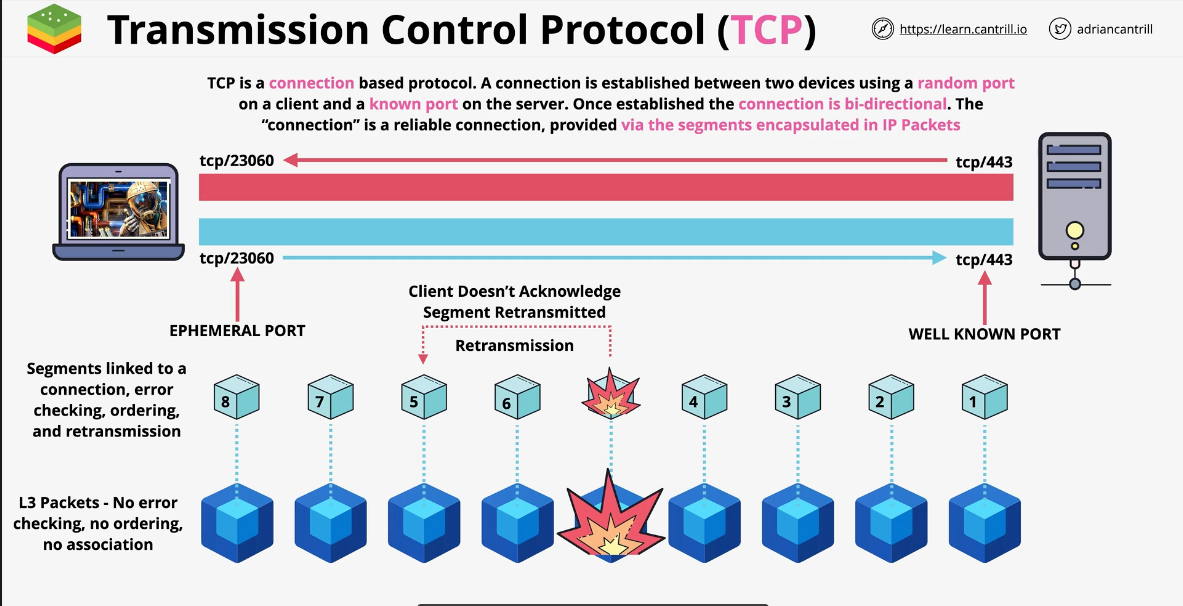 Transmission Control Protocol (TCP)
https://learn.cantrill.io
adriancantrill
TCP is a connection based protocol. A connection is established between two devices using a random port
on a client and a known port on the server. Once established the connection is bi-directional. The
“connection” is a reliable connection, provided via the segments encapsulated in IP Packets
tcp/23060
tcp/443
tcp/23060
tcp/443
EPHEMERAL PORT
WELL KNOWN PORT
Client Doesn’t Acknowledge
Segment Retransmitted
Retransmission
Segments linked to a
connection, error
checking, ordering,
and retransmission
8
7
5
6
4
3
2
1
L3 Packets - No error
checking, no ordering,
no association